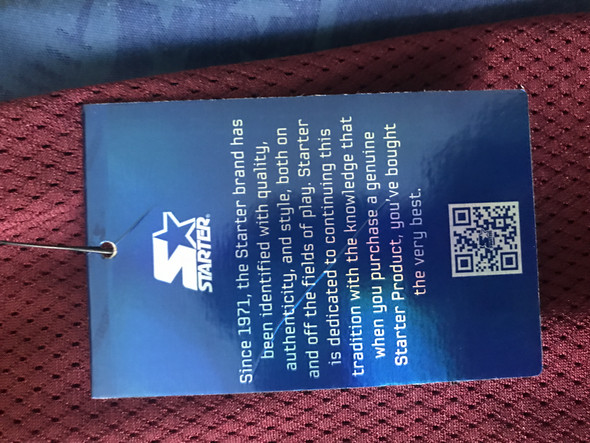 STARTER®
Since 1971, the Starter brand has
been identified with quality,
authenticity, and style, both on
and off the fields of play. Starter
is dedicated to continuing this
tradition with the knowledge that
when you purchase a genuine
Starter Product, you've bought
the very best.